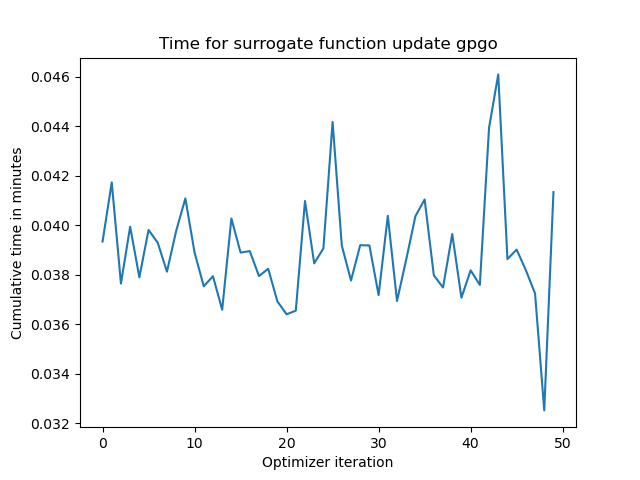 Time for surrogate function update gpgo
0.046
0.044
0.042
0.040
0.038
0.036
0.034
0.032
Cumulative time in minutes
0 10 20 30 40 50
Optimizer iteration